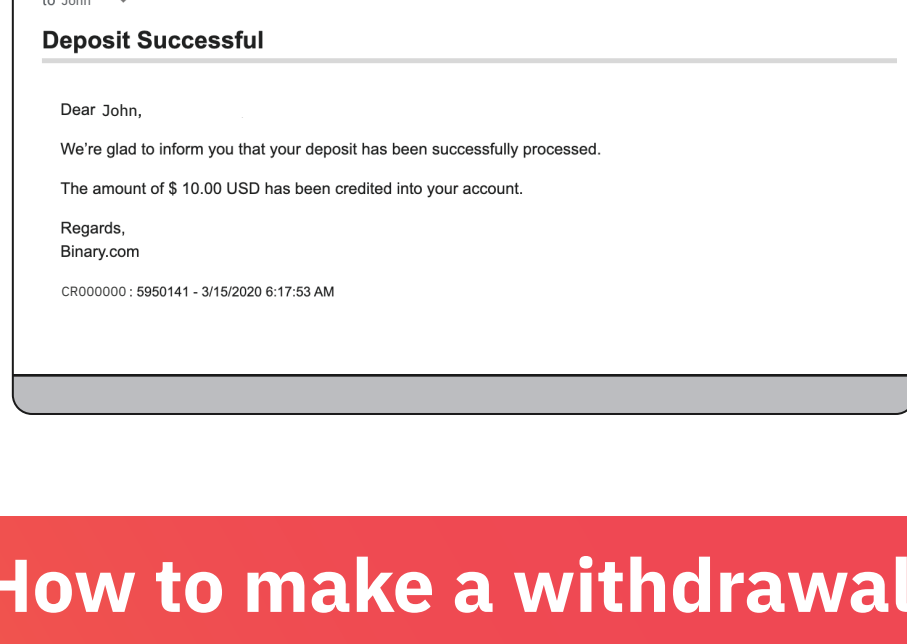 to John
Deposit Successful
Dear John,
We're glad to inform you that your deposit has been successfully processed.
The amount of $ 10.00 USD has been credited into your account.
Regards,
Binary.com
CR000000 : 5950141 - 3/15/2020 6:17:53 AM
How to make a withdrawal